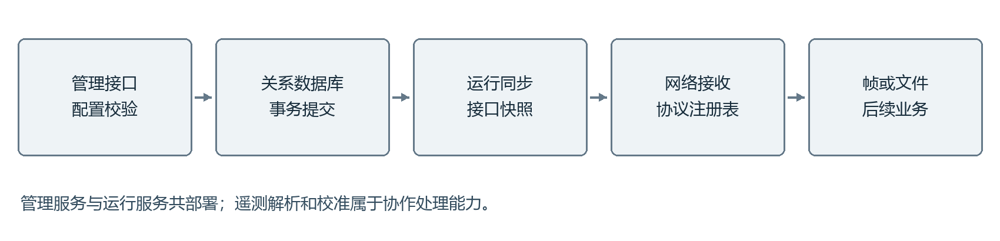 管理接口
配置校验
关系数据库
事务提交
运行同步
接口快照
网络接收
协议注册表
帧或文件
后续业务
管理服务与运行服务共部署；遥测解析和校准属于协作处理能力。